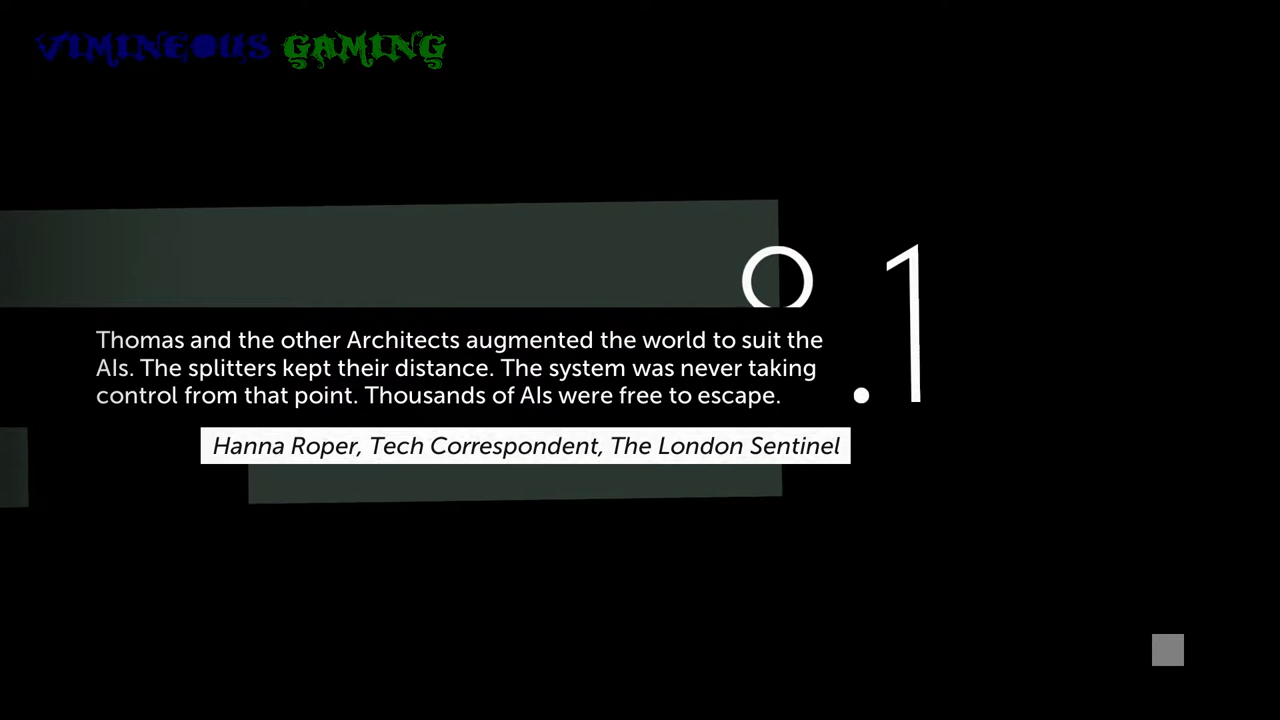 VIMINEOUS GAMING
.1
Thomas and the other Architects augmented the world to suit the
AIs. The splitters kept their distance. The system was never taking
control from that point. Thousands of AIs were free to escape.
Hanna Roper, Tech Correspondent, The London Sentinel